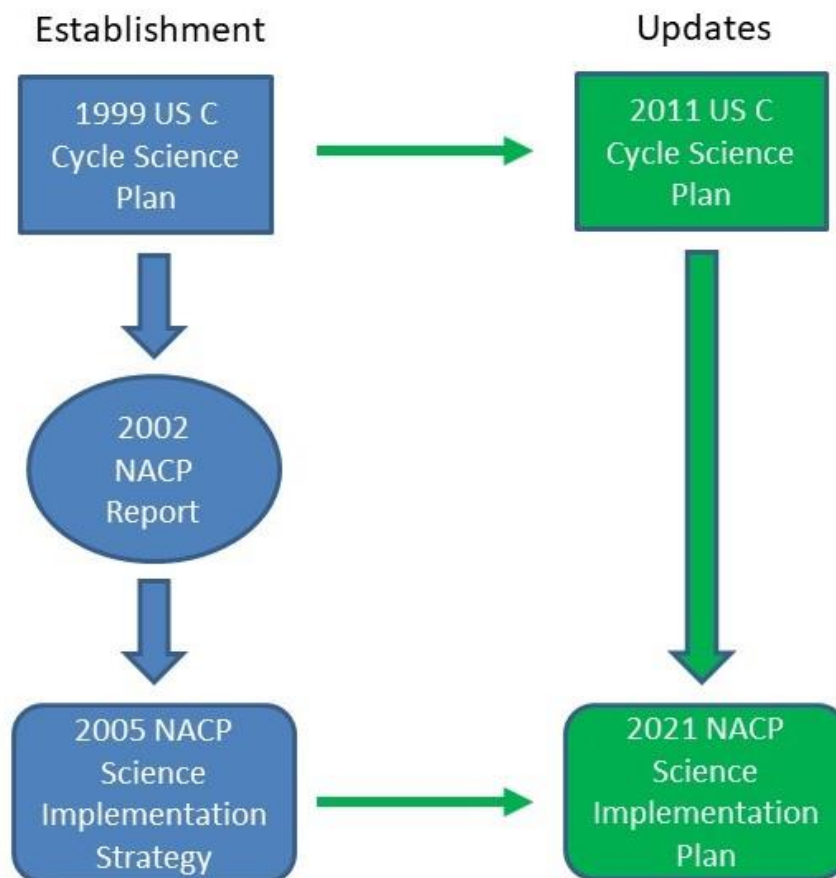 Establishment
Updates
1999 US C
Cycle Science
Plan
2011 US C
Cycle Science
Plan
2002
NACP
Report
2005 NACP
Science
Implementation
Strategy
2021 NACP
Science
Implementation
Plan